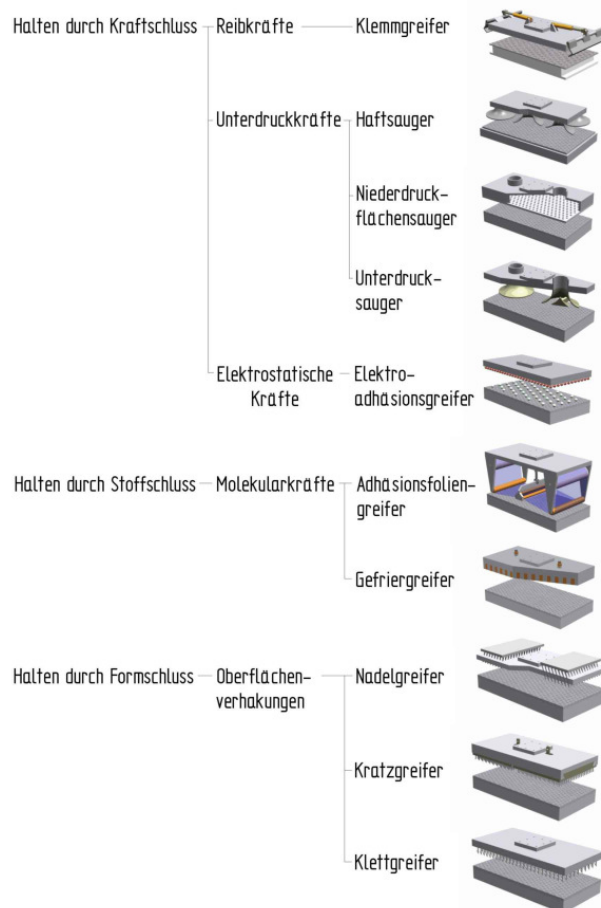 Halten durch Kraftschluss Reibkräfte Klemmgreifer
Unterdruckkräfte Haftsauger
Niederdruck-
flächensauger
Unterdruck-
sauger
Elektrostatische Elektro-
Kräfte adhäsionsgreifer
Halten durch Stoffschluss Molekularkräfte Adhäsionsfolien-
greifer
Gefriergreifer
Halten durch Formschluss Oberflächen- Nadelgreifer
verhakungen
Kratzgreifer
Klettgreifer